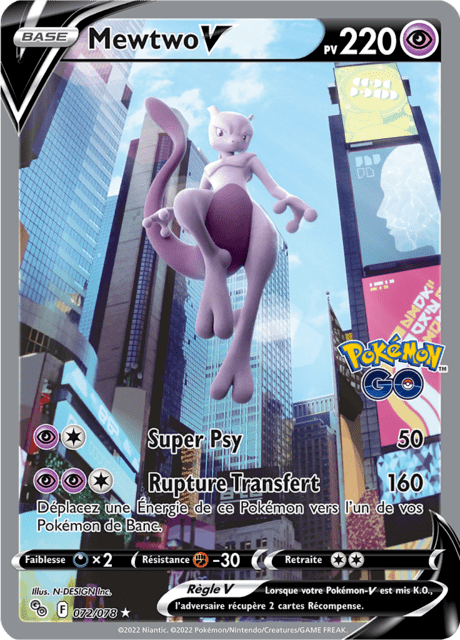 BASE Mewtwo V PV 220
Pokémon GO™
Super Psy 50
Rupture Transfert 160
Déplacez une Énergie de ce Pokémon vers l'un de vos
Pokémon de Banc.
Faiblesse ×2 Résistance -30 Retraite
Illus. N-DESIGN Inc.
F 072/078 ★
Règle V Lorsque votre Pokémon-V est mis K.O.,
l'adversaire récupère 2 cartes Récompense.
©2022 Niantic. ©2022 Pokémon/Nintendo/Creatures/GAME FREAK